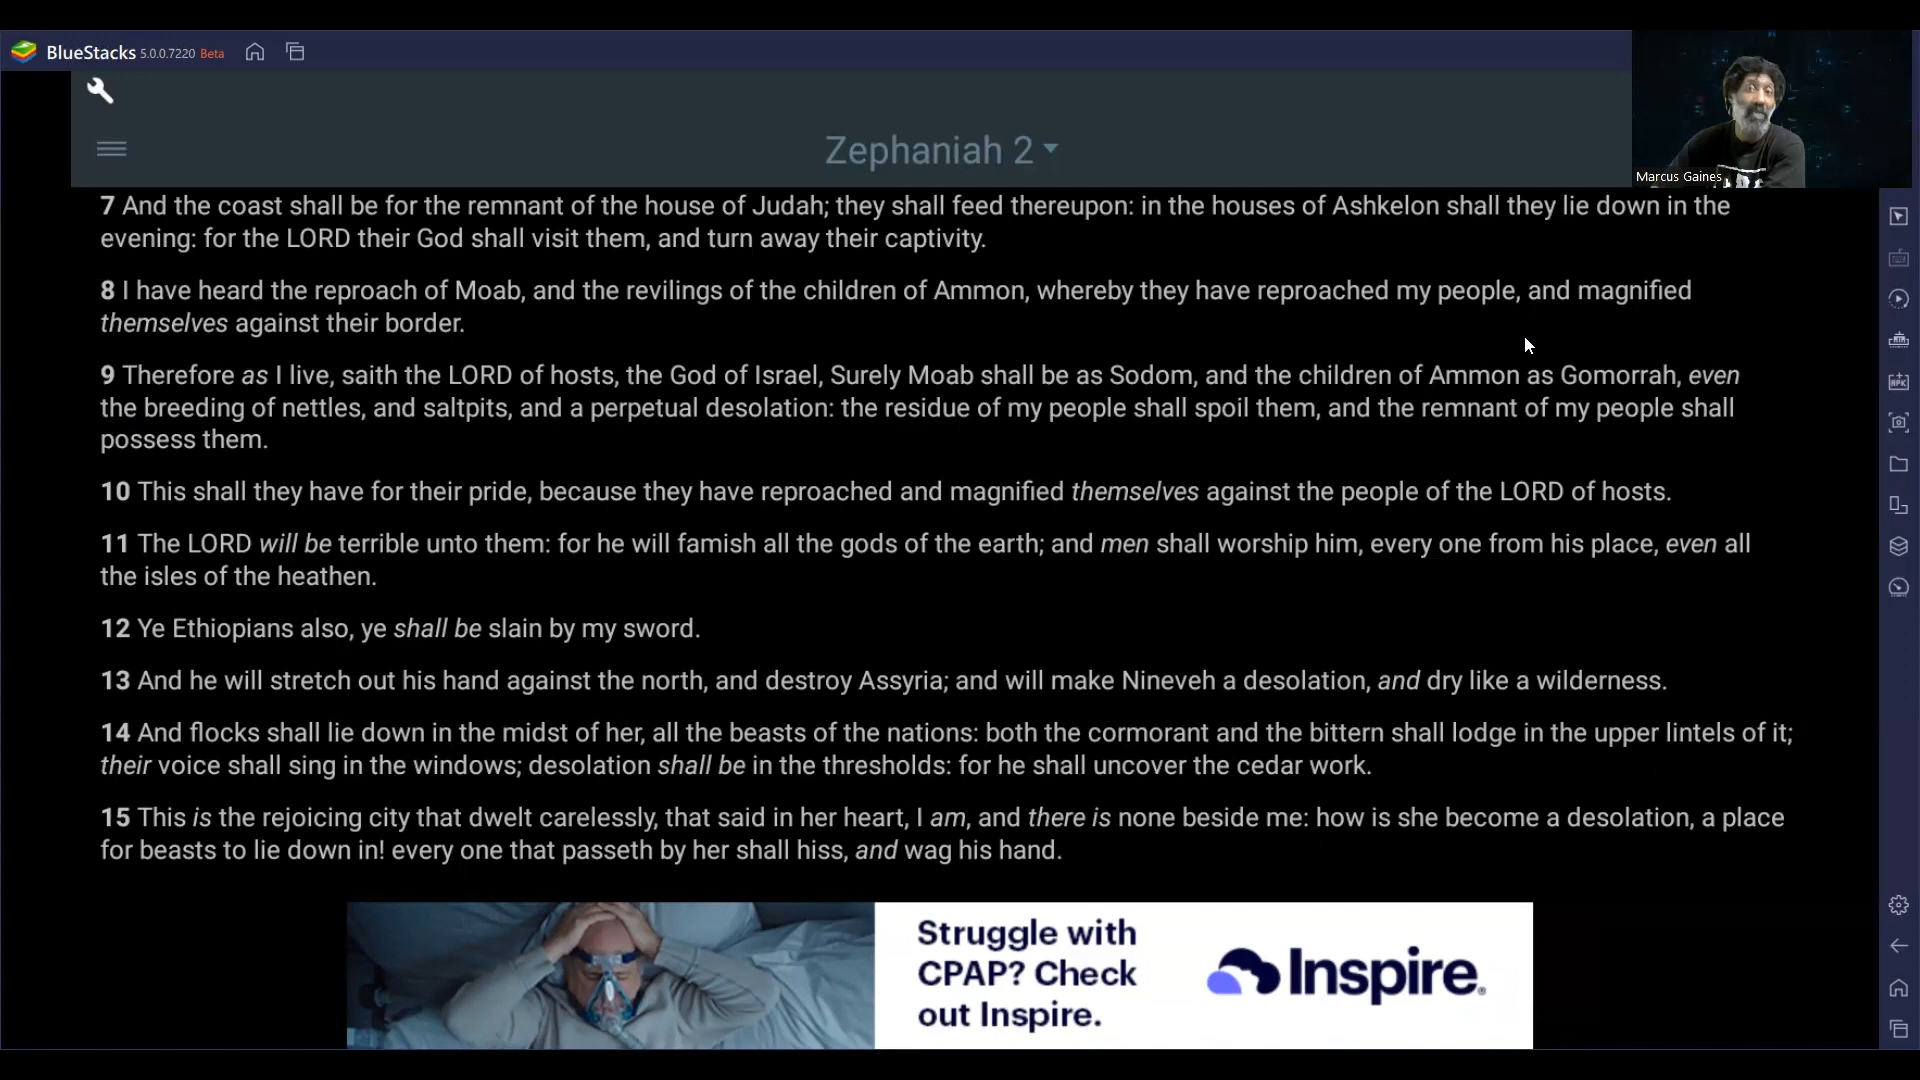 BlueStacks 5.0.0.7220 Beta
Zephaniah 2
Marcus Gaines
7 And the coast shall be for the remnant of the house of Judah; they shall feed thereupon: in the houses of Ashkelon shall they lie down in the
evening: for the LORD their God shall visit them, and turn away their captivity.
8 I have heard the reproach of Moab, and the revilings of the children of Ammon, whereby they have reproached my people, and magnified
themselves against their border.
9 Therefore as I live, saith the LORD of hosts, the God of Israel, Surely Moab shall be as Sodom, and the children of Ammon as Gomorrah, even
the breeding of nettles, and saltpits, and a perpetual desolation: the residue of my people shall spoil them, and the remnant of my people shall
possess them.
10 This shall they have for their pride, because they have reproached and magnified themselves against the people of the LORD of hosts.
11 The LORD will be terrible unto them: for he will famish all the gods of the earth; and men shall worship him, every one from his place, even all
the isles of the heathen.
12 Ye Ethiopians also, ye shall be slain by my sword.
13 And he will stretch out his hand against the north, and destroy Assyria; and will make Nineveh a desolation, and dry like a wilderness.
14 And flocks shall lie down in the midst of her, all the beasts of the nations: both the cormorant and the bittern shall lodge in the upper lintels of it;
their voice shall sing in the windows; desolation shall be in the thresholds: for he shall uncover the cedar work.
15 This is the rejoicing city that dwelt carelessly, that said in her heart, I am, and there is none beside me: how is she become a desolation, a place
for beasts to lie down in! every one that passeth by her shall hiss, and wag his hand.
Struggle with
CPAP? Check
out Inspire.
Inspire